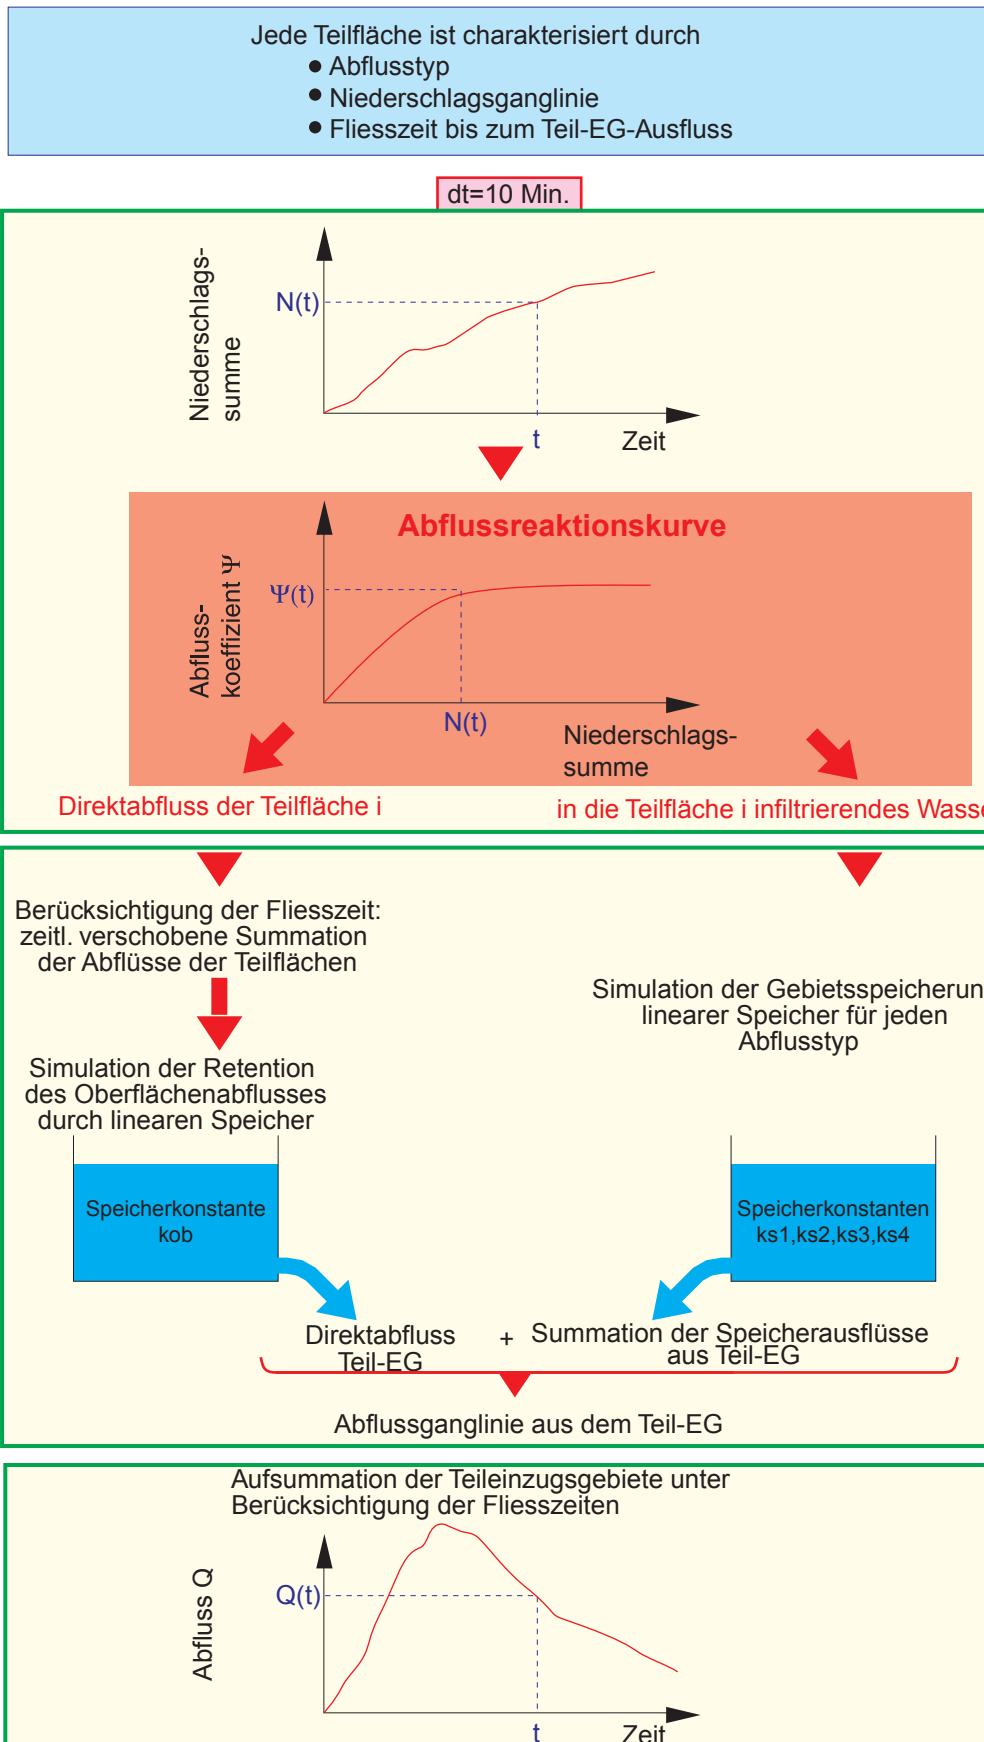 Jede Teilfläche ist charakterisiert durch
● Abflusstyp
● Niederschlagsganglinie
● Fliesszeit bis zum Teil-EG-Ausfluss
dt=10 Min.
Niederschlags-
summe
N(t)
t
Zeit
Abflussreaktionskurve
Abfluss-
koeffizient Ψ
Ψ(t)
N(t)
Niederschlags-
summe
Direktabfluss der Teilfläche i
in die Teilfläche i infiltrierendes Wasse
Berücksichtigung der Fliesszeit:
zeitl. verschobene Summation
der Abflüsse der Teilflächen
Simulation der Retention
des Oberflächenabflusses
durch linearen Speicher
Simulation der Gebietsspeicherun
linearer Speicher für jeden
Abflusstyp
Speicherkonstante
kob
Speicherkonstanten
ks1,ks2,ks3,ks4
Direktabfluss
Teil-EG
+
Summation der Speicherausflüsse
aus Teil-EG
Abflussganglinie aus dem Teil-EG
Aufsummation der Teileinzugsgebiete unter
Berücksichtigung der Fliesszeiten
Abfluss Q
Q(t)
t
Zeit